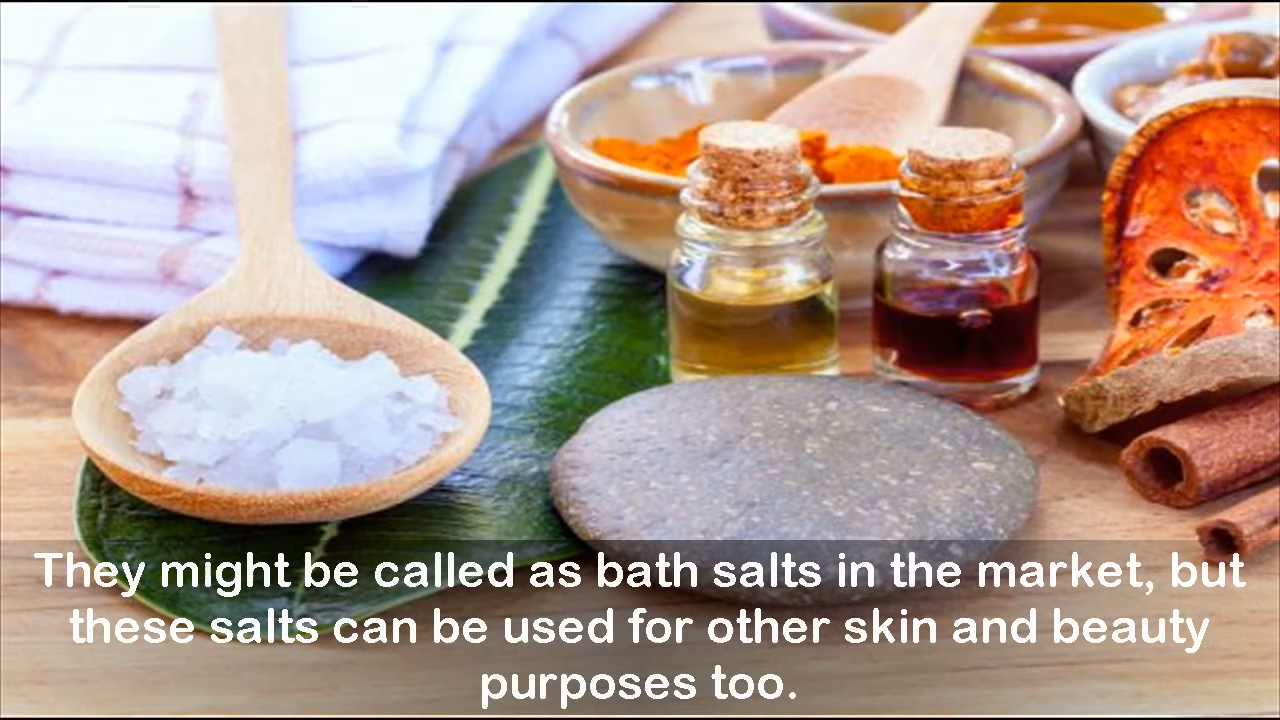 They might be called as bath salts in the market, but
these salts can be used for other skin and beauty
purposes too.